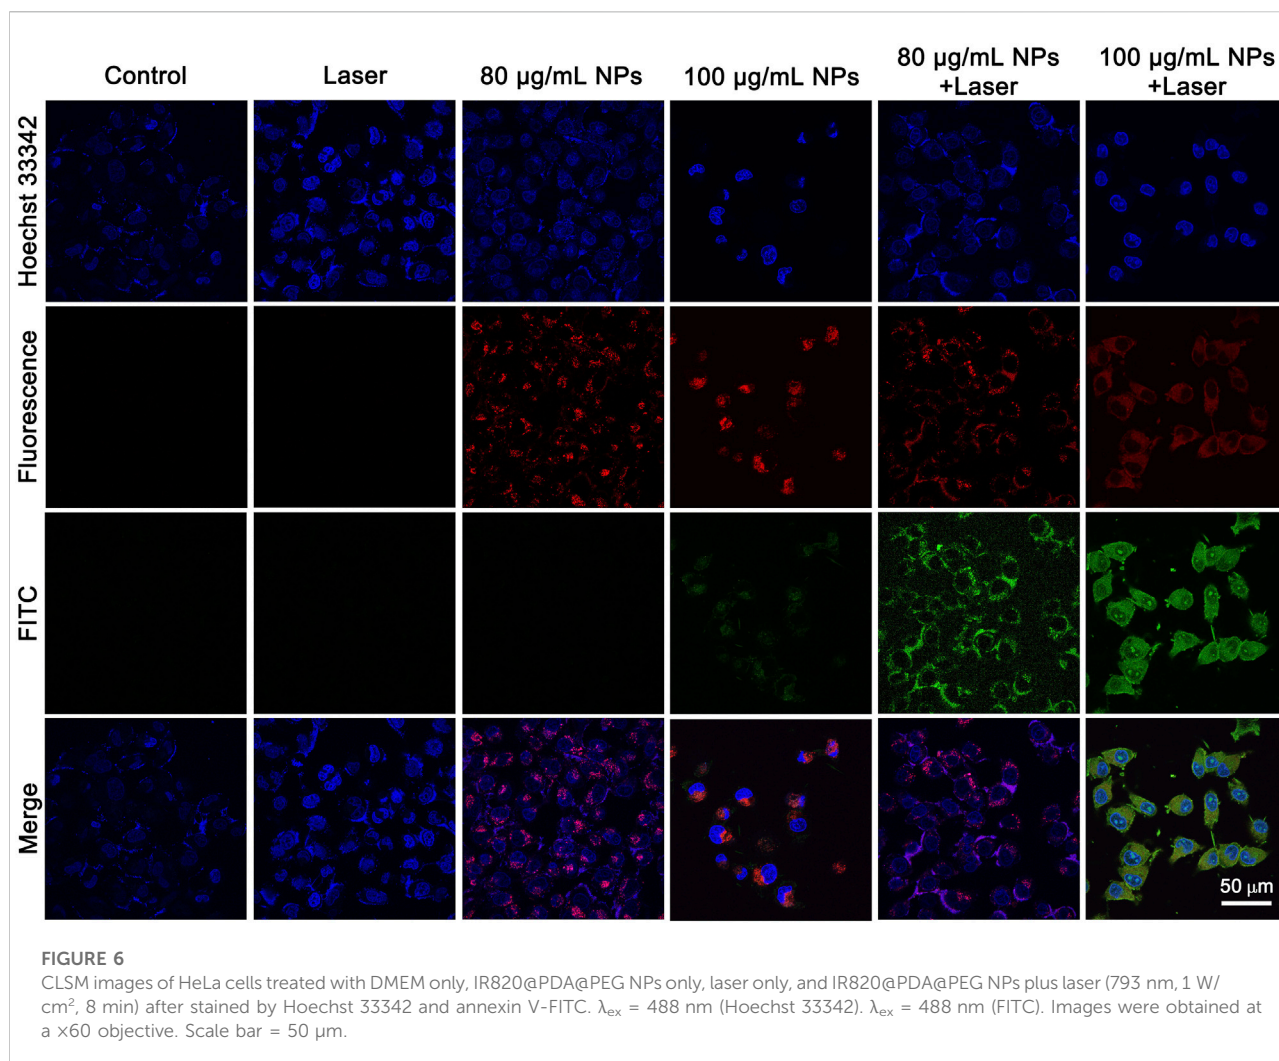 Control
Laser
80 µg/mL NPs
100 µg/mL NPs
80 µg/mL NPs
+Laser
100 µg/mL NPs
+Laser
Hoechst 33342
Fluorescence
FITC
Merge
50 µm
FIGURE 6
CLSM images of HeLa cells treated with DMEM only, IR820@PDA@PEG NPs only, laser only, and IR820@PDA@PEG NPs plus laser (793 nm, 1 W/
cm², 8 min) after stained by Hoechst 33342 and annexin V-FITC. λex = 488 nm (Hoechst 33342). λex = 488 nm (FITC). Images were obtained at
a ×60 objective. Scale bar = 50 µm.